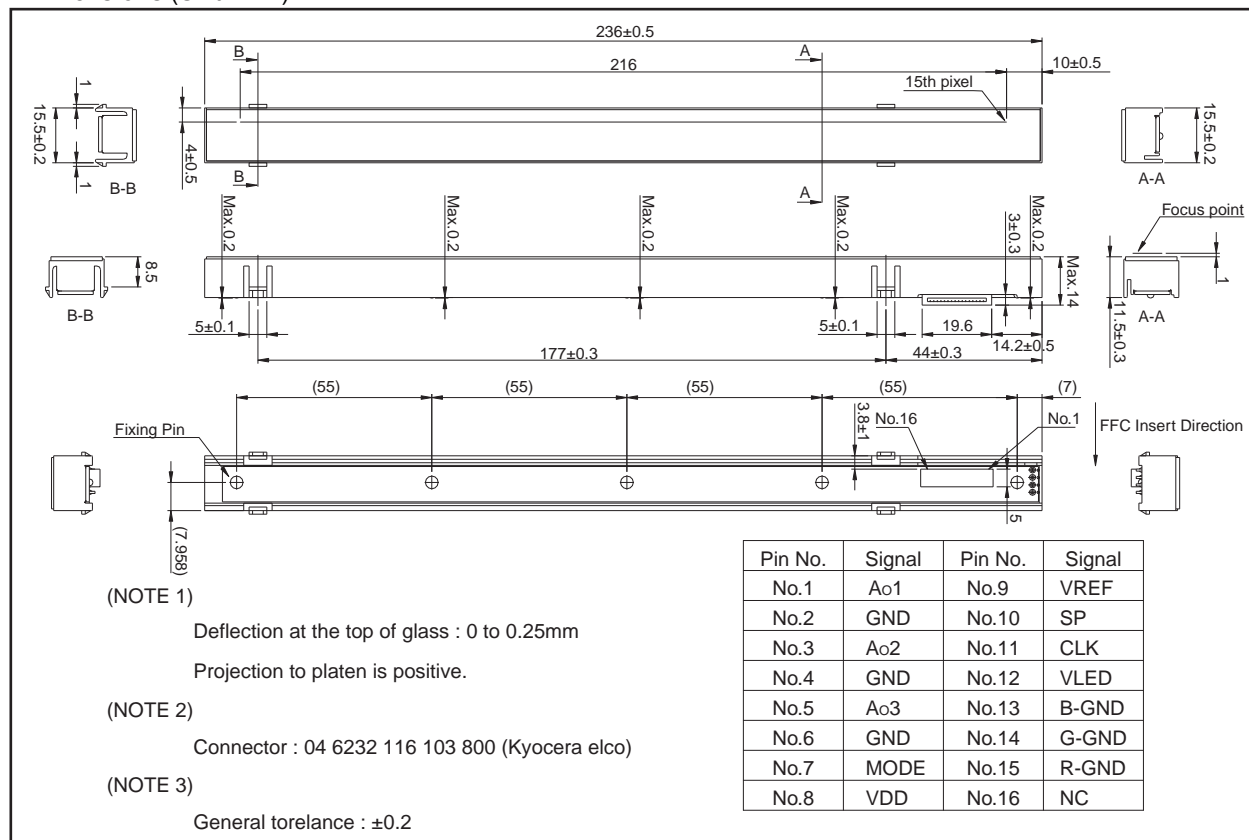 236±0.5
B
A
216
10±0.5
15th pixel
1
15.5±0.2
1
B-B
4±0.5
B
A
15.5±0.2
A-A
Max.0.2
Max.0.2
Max.0.2
Max.0.2
3±0.3
Max.0.2
Focus point
8.5
B-B
Max.14
1
11.5±0.3
A-A
5±0.1
5±0.1
19.6
14.2±0.5
177±0.3
44±0.3
(55)
(55)
(55)
(55)
(7)
Fixing Pin
3.8±1
No.16
No.1
FFC Insert Direction
5
(7.958)
(NOTE 1)
Deflection at the top of glass : 0 to 0.25mm
Projection to platen is positive.
(NOTE 2)
Connector : 04 6232 116 103 800 (Kyocera elco)
(NOTE 3)
General torelance : ±0.2
Pin No. Signal Pin No. Signal
No.1 Ao1 No.9 VREF
No.2 GND No.10 SP
No.3 Ao2 No.11 CLK
No.4 GND No.12 VLED
No.5 Ao3 No.13 B-GND
No.6 GND No.14 G-GND
No.7 MODE No.15 R-GND
No.8 VDD No.16 NC